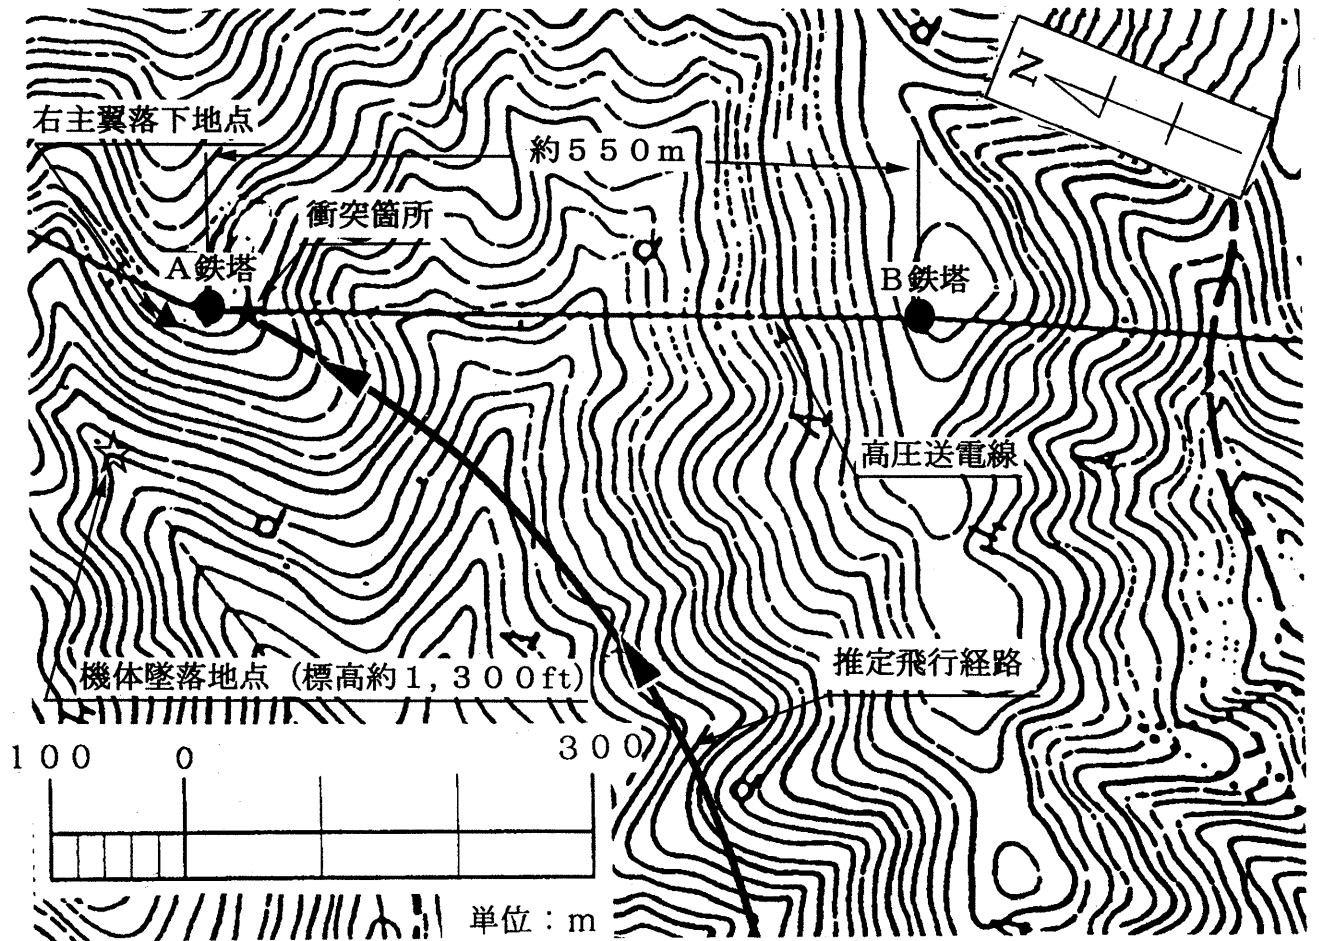 N
右主翼落下地点
約550m
衝突箇所
A鉄塔
B鉄塔
高圧送電線
機体墜落地点(標高約1,300ft)
推定飛行経路
100 0 300
単位:m